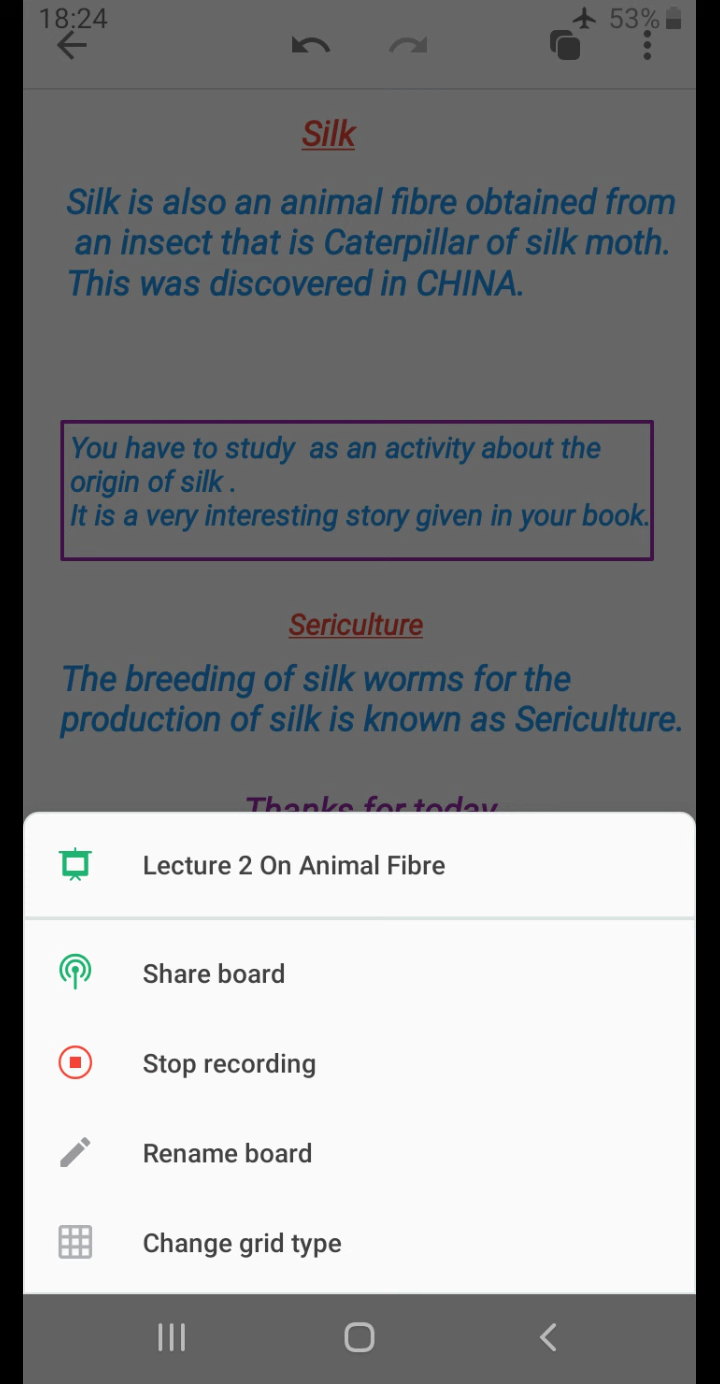 18:24
53%
Silk
Silk is also an animal fibre obtained from
an insect that is Caterpillar of silk moth.
This was discovered in CHINA.
You have to study as an activity about the
origin of silk .
It is a very interesting story given in your book.
Sericulture
The breeding of silk worms for the
production of silk is known as Sericulture.
Thanks for today
Lecture 2 On Animal Fibre
Share board
Stop recording
Rename board
Change grid type